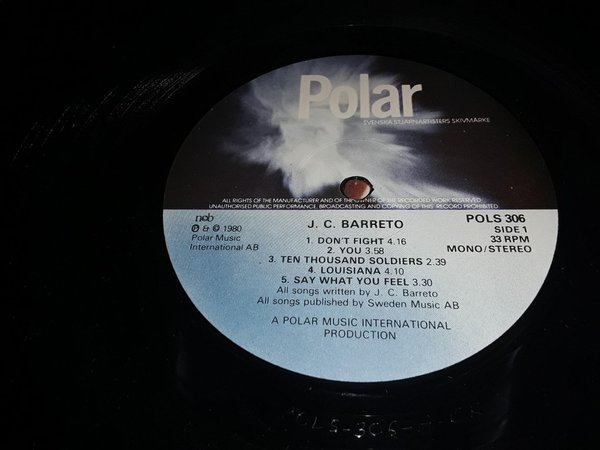 Polar
SVENSKA STJÄRNARTISTERS SKIVMÄRKE
ALL RIGHTS OF THE MANUFACTURER AND OF THE OWNER OF THE RECORDED WORK RESERVED
UNAUTHORISED PUBLIC PERFORMANCE, BROADCASTING AND COPYING OF THIS RECORD PROHIBITED
ncb
℗ & © 1980
Polar Music
International AB
J. C. BARRETO
POLS 306
SIDE 1
33 RPM
MONO/STEREO
1. DON'T FIGHT 4.16
2. YOU 3.58
3. TEN THOUSAND SOLDIERS 2.39
4. LOUISIANA 4.10
5. SAY WHAT YOU FEEL 3.30
All songs written by J. C. Barreto
All songs published by Sweden Music AB
A POLAR MUSIC INTERNATIONAL
PRODUCTION